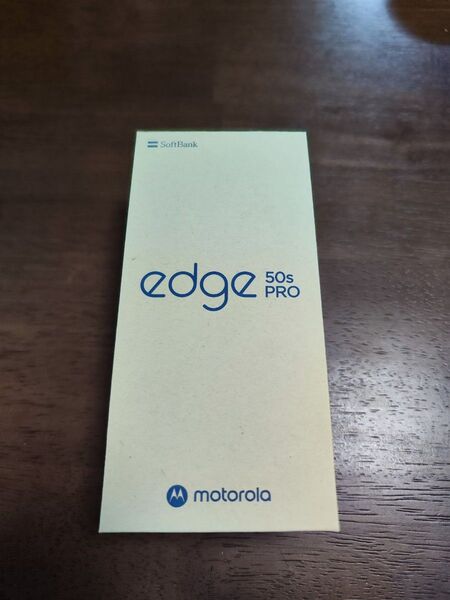 SoftBank
edge 50s
PRO
motorola